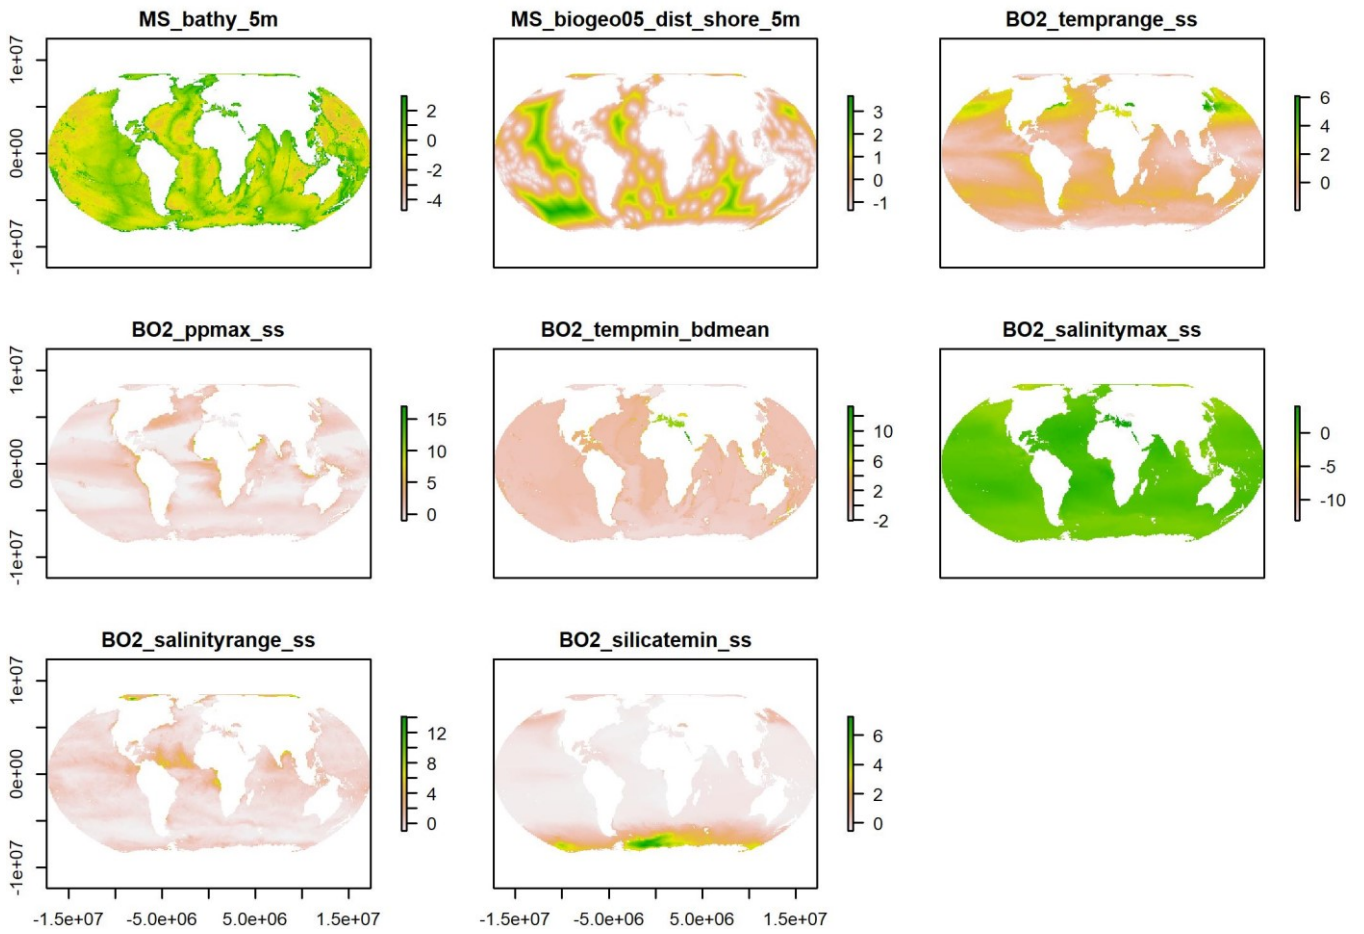 MS_bathy_5m
MS_biogeo05_dist_shore_5m
BO2_temprange_ss
1e+07
0e+00
-1e+07
2
0
-2
-4
3
2
1
0
-1
6
4
2
0
BO2_ppmax_ss
BO2_tempmin_bdmean
BO2_salinitymax_ss
1e+07
0e+00
-1e+07
15
10
5
0
10
6
2
-2
0
-5
-10
BO2_salinityrange_ss
BO2_silicatemin_ss
1e+07
0e+00
-1e+07
12
8
4
0
6
4
2
0
-1.5e+07 -5.0e+06 5.0e+06 1.5e+07
-1.5e+07 -5.0e+06 5.0e+06 1.5e+07